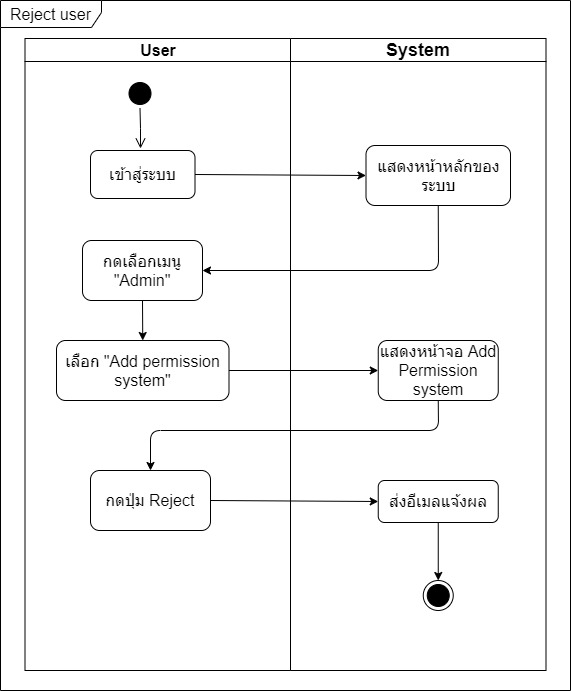 Reject user
User
System
เข้าสู่ระบบ
แสดงหน้าหลักของ
ระบบ
กดเลือกเมนู
"Admin"
เลือก "Add permission
system"
แสดงหน้าจอ Add
Permission
system
กดปุ่ม Reject
ส่งอีเมลแจ้งผล